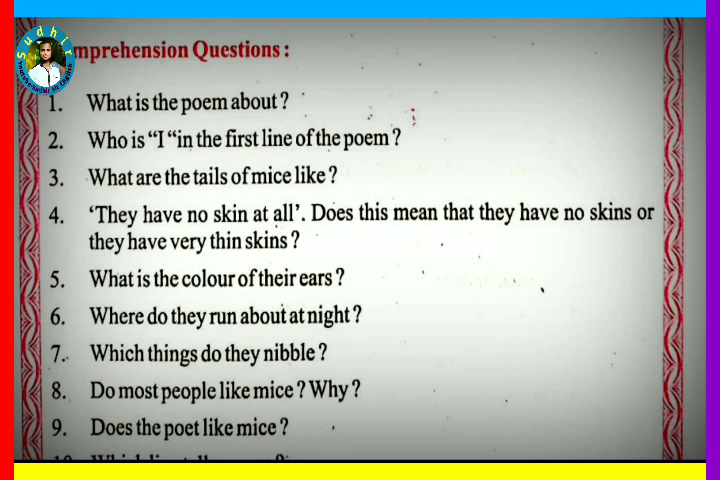 Sudhir
mprehension Questions :
1. What is the poem about ?
2. Who is “I “in the first line of the poem ?
3. What are the tails of mice like ?
4. ‘They have no skin at all’. Does this mean that they have no skins or
they have very thin skins ?
5. What is the colour of their ears ?
6. Where do they run about at night ?
7. Which things do they nibble ?
8. Do most people like mice ? Why ?
9. Does the poet like mice ?